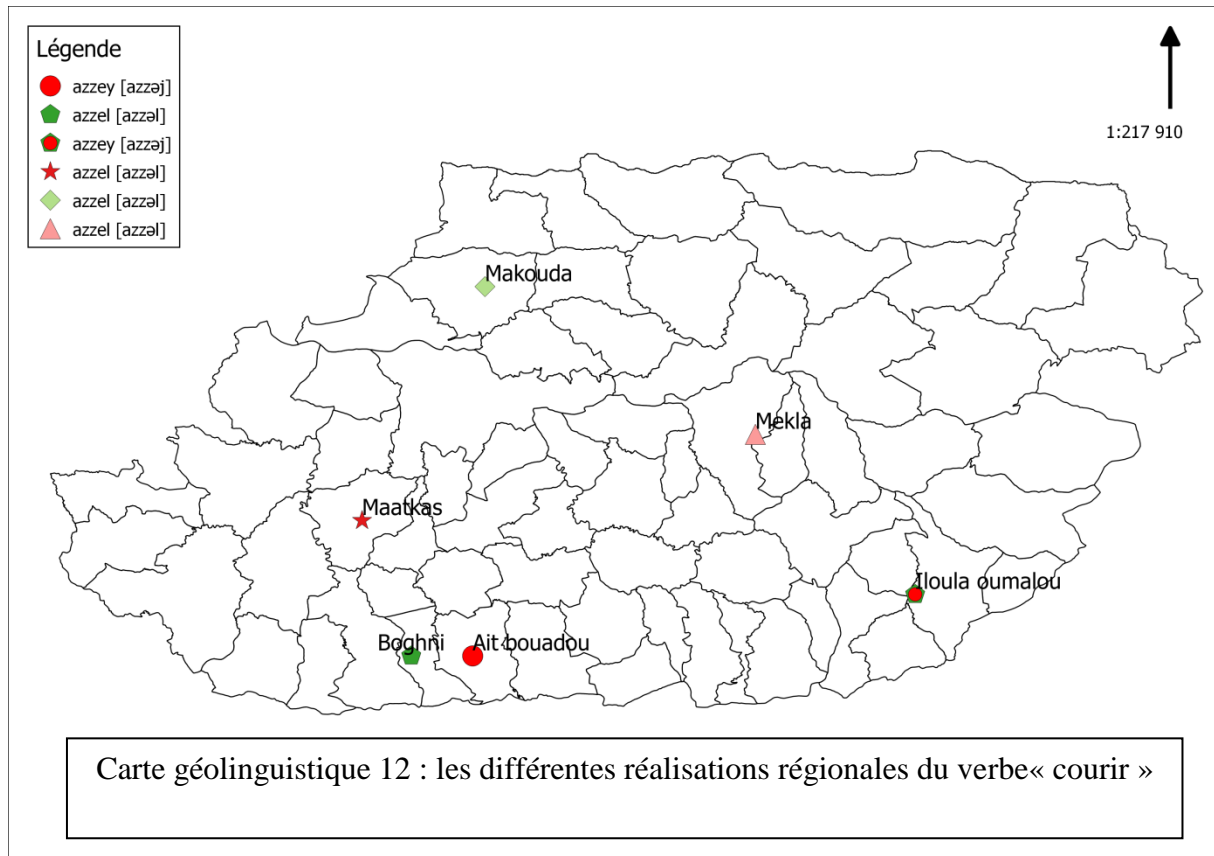 Légende
azzey [azzəj]
azzel [azzəl]
azzey [azzəj]
azzel [azzəl]
azzel [azzəl]
azzel [azzəl]
1:217 910
Makouda
Mekla
Maatkas
Iloula oumalou
Boghni
Ait bouadou
Carte géolinguistique 12 : les différentes réalisations régionales du verbe« courir »